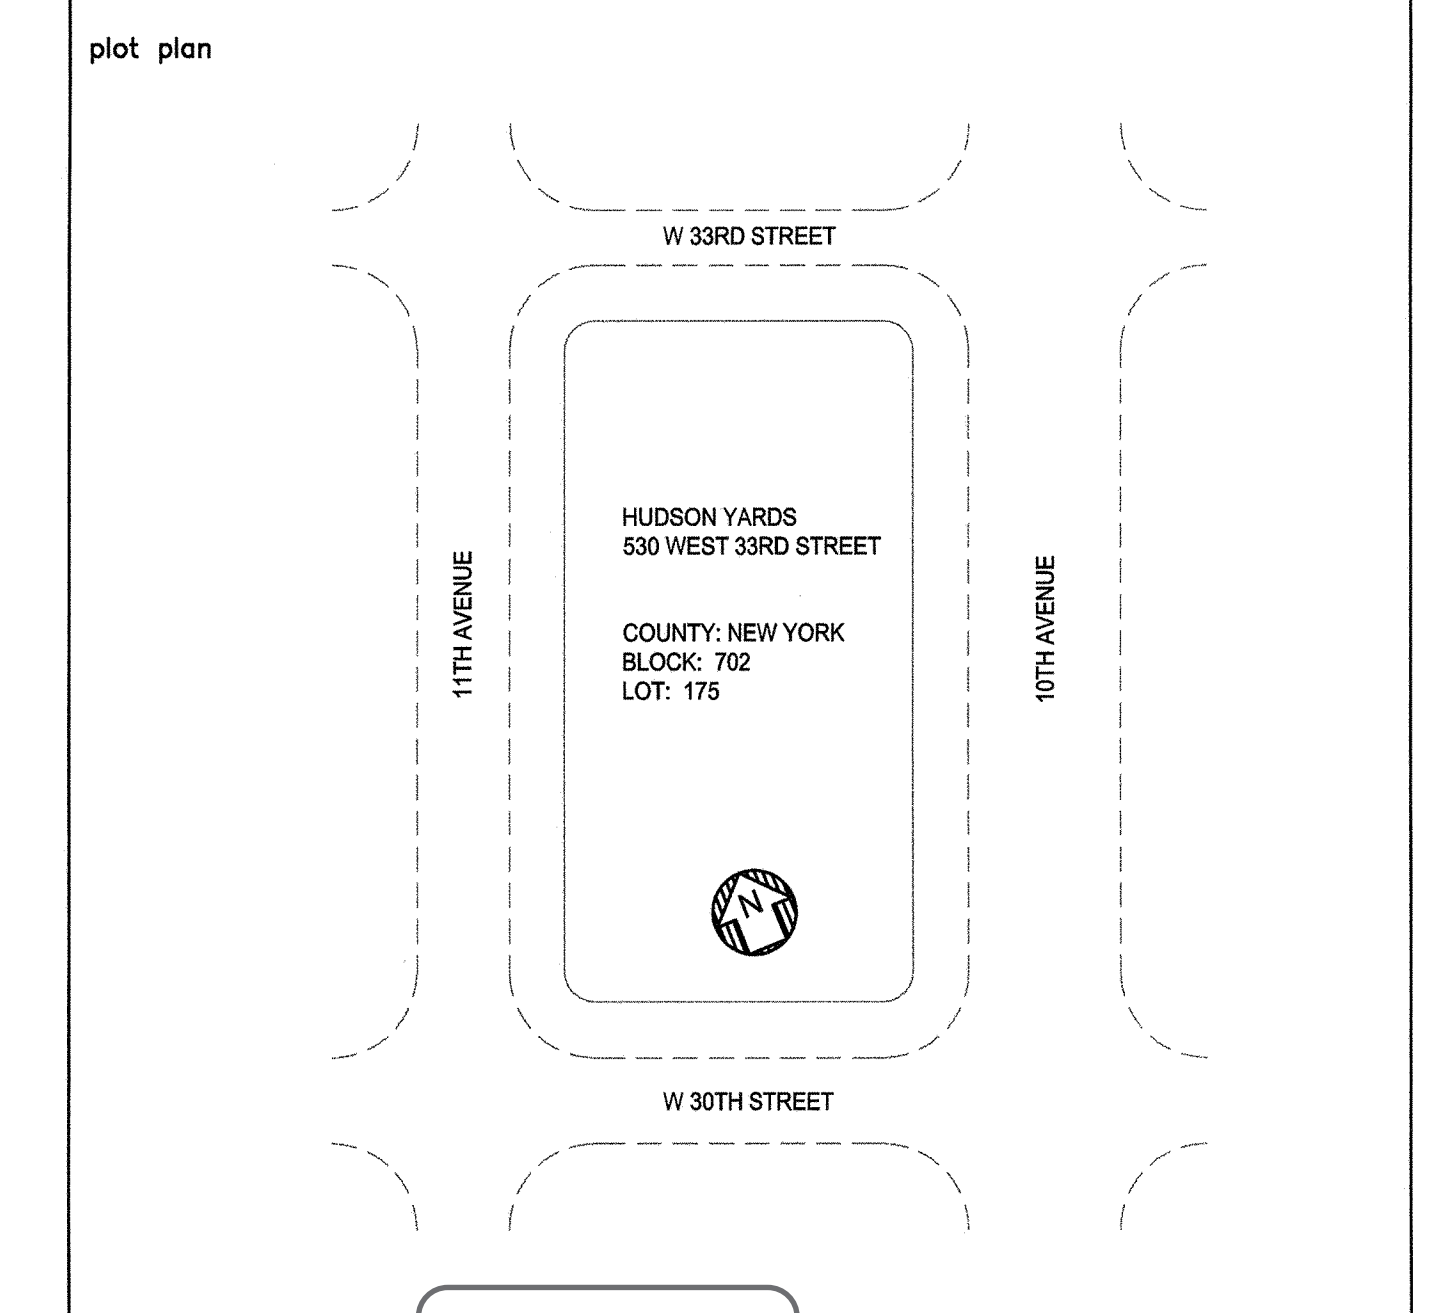 plot plan
W 33RD STREET
HUDSON YARDS
530 WEST 33RD STREET
11TH AVENUE
10TH AVENUE
COUNTY: NEW YORK
BLOCK: 702
LOT: 175
N
W 30TH STREET